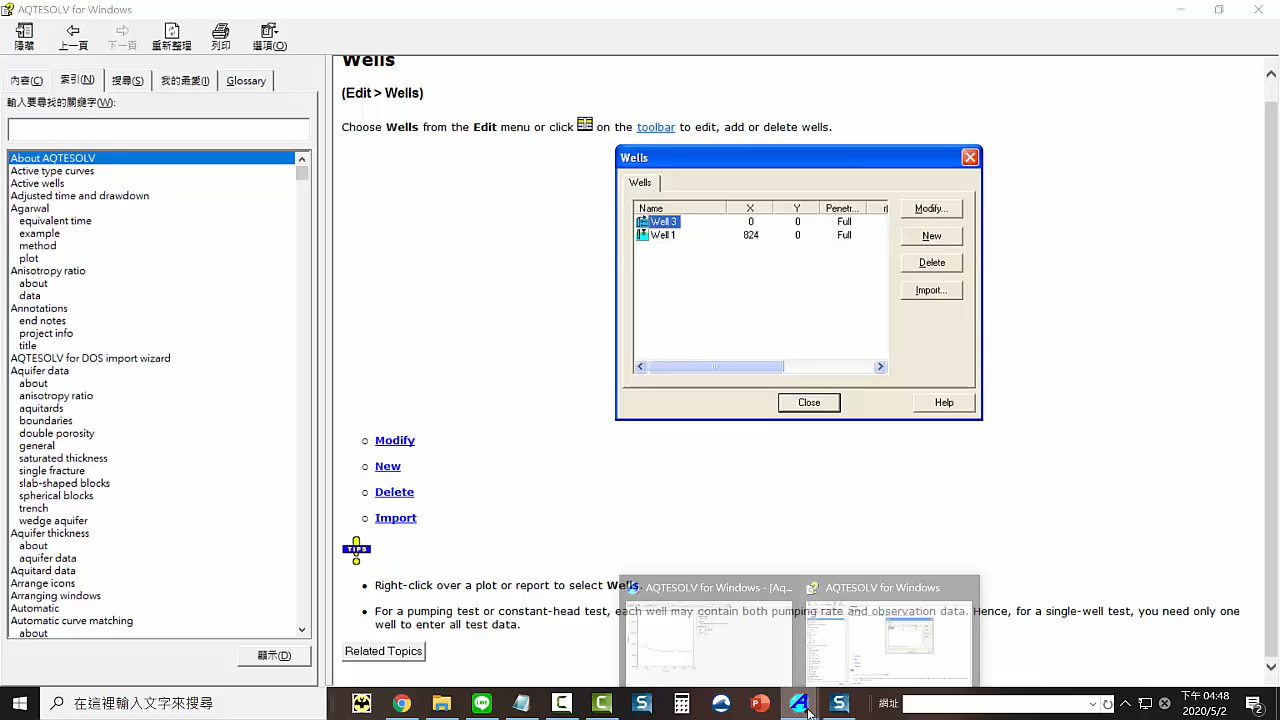 AQTESOLV for Windows
隱藏 上一頁 下一頁 重新整理 列印 選項(O)
內容(C) 索引(N) 搜尋(S) 我的最愛(I) Glossary
輸入要尋找的關鍵字(W):
About AQTESOLV
Active type curves
Active wells
Adjusted time and drawdown
Agarwal
equivalent time
example
method
plot
Anisotropy ratio
about
data
Annotations
end notes
project info
title
AQTESOLV for DOS import wizard
Aquifer data
about
anisotropy ratio
aquitards
boundaries
double porosity
general
saturated thickness
single fracture
slab-shaped blocks
spherical blocks
trench
wedge aquifer
Aquifer thickness
about
aquifer data
Aquitard data
Arrange icons
Arranging windows
Automatic
Automatic curve matching
about
顯示(D)
Wells
(Edit > Wells)
Choose Wells from the Edit menu or click on the toolbar to edit, add or delete wells.
Wells
Wells
Name X Y Penetr... r(
Well 3 0 0 Full
Well 1 824 0 Full
Modify...
New
Delete
Import...
Close Help
Modify
New
Delete
Import
TIPS
Right-click over a plot or report to select Wells.
For a pumping test or constant-head test, each well may contain both pumping rate and observation data. Hence, for a single-well test, you need only one
well to enter all test data.
Related Topics
AQTESOLV for Windows - [Aq... AQTESOLV for Windows
在這裡輸入文字來搜尋
網址
下午 04:48
2020/5/2
2